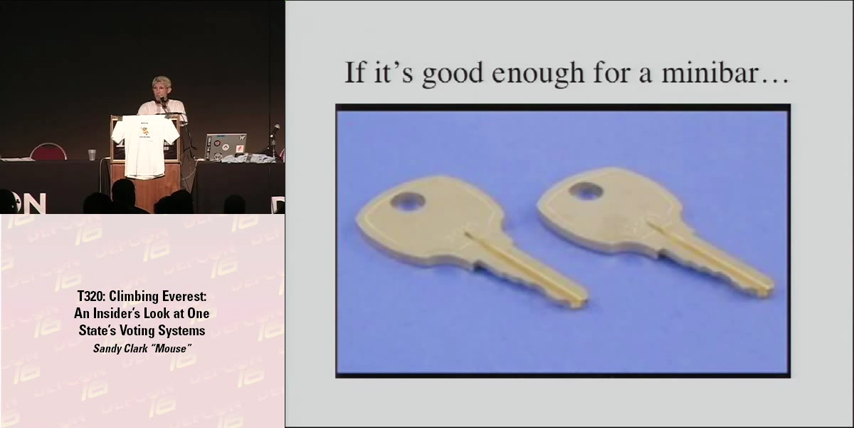 If it's good enough for a minibar…
T320: Climbing Everest:
An Insider's Look at One
State's Voting Systems
Sandy Clark "Mouse"